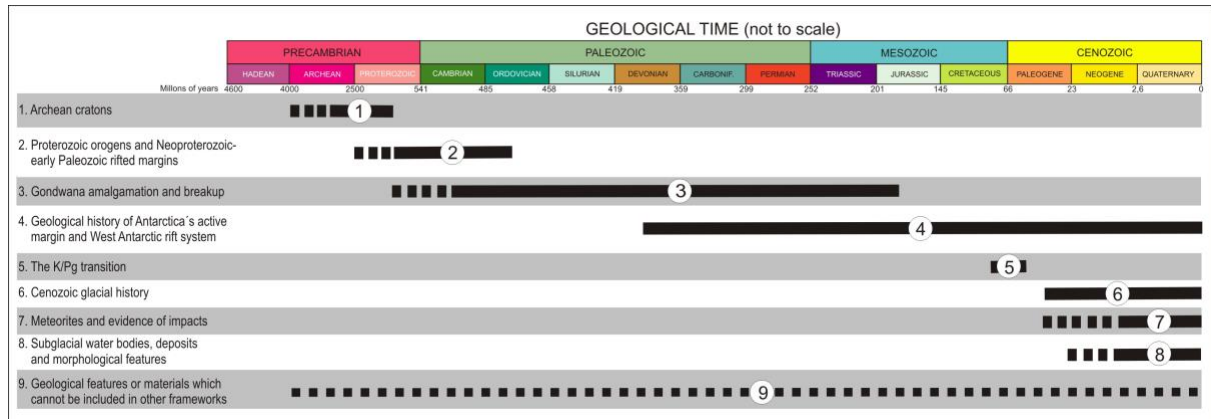 GEOLOGICAL TIME (not to scale)
PRECAMBRIAN PALEOZOIC MESOZOIC CENOZOIC
HADEAN ARCHEAN PROTEROZOIC CAMBRIAN ORDOVICIAN SILURIAN DEVONIAN CARBONIF. PERMIAN TRIASSIC JURASSIC CRETACEOUS PALEOGENE NEOGENE QUATERNARY
Millons of years 4600 4000 2500 541 485 458 419 359 299 252 201 145 66 23 2,6 0
1. Archean cratons 1
2. Proterozoic orogens and Neoproterozoic-
early Paleozoic rifted margins 2
3. Gondwana amalgamation and breakup 3
4. Geological history of Antarctica´s active
margin and West Antarctic rift system 4
5. The K/Pg transition 5
6. Cenozoic glacial history 6
7. Meteorites and evidence of impacts 7
8. Subglacial water bodies, deposits
and morphological features 8
9. Geological features or materials which
cannot be included in other frameworks 9